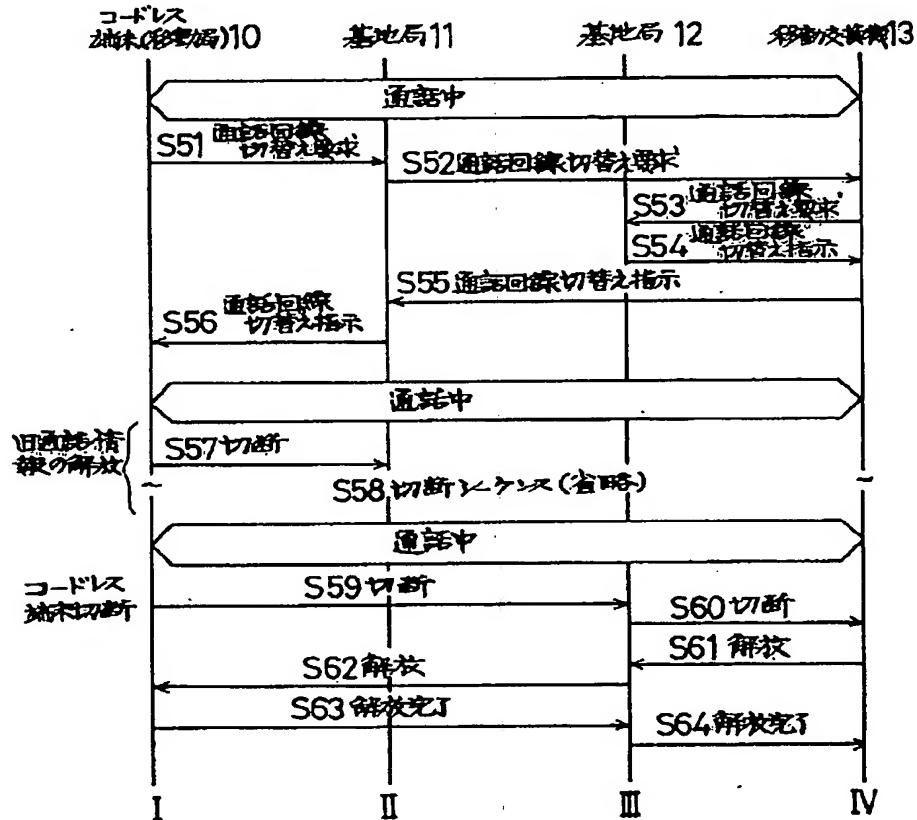 コードレス
端末(移動局)10
基地局11
基地局12
移動交換機13
通話中
S51 通話回線
切替え要求
S52 通話回線切替え要求
S53 通話回線
切替え要求
S54 通話回線
切替え指示
S55 通話回線切替え指示
S56 通話回線
切替え指示
通話中
旧通話情
報の解放
S57 切断
~
S58 切断シーケンス(省略)
~
通話中
コードレス
端末切断
S59 切断
S60 切断
S61 解放
S62 解放
S63 解放完了
S64 解放完了
I
II
III
IV